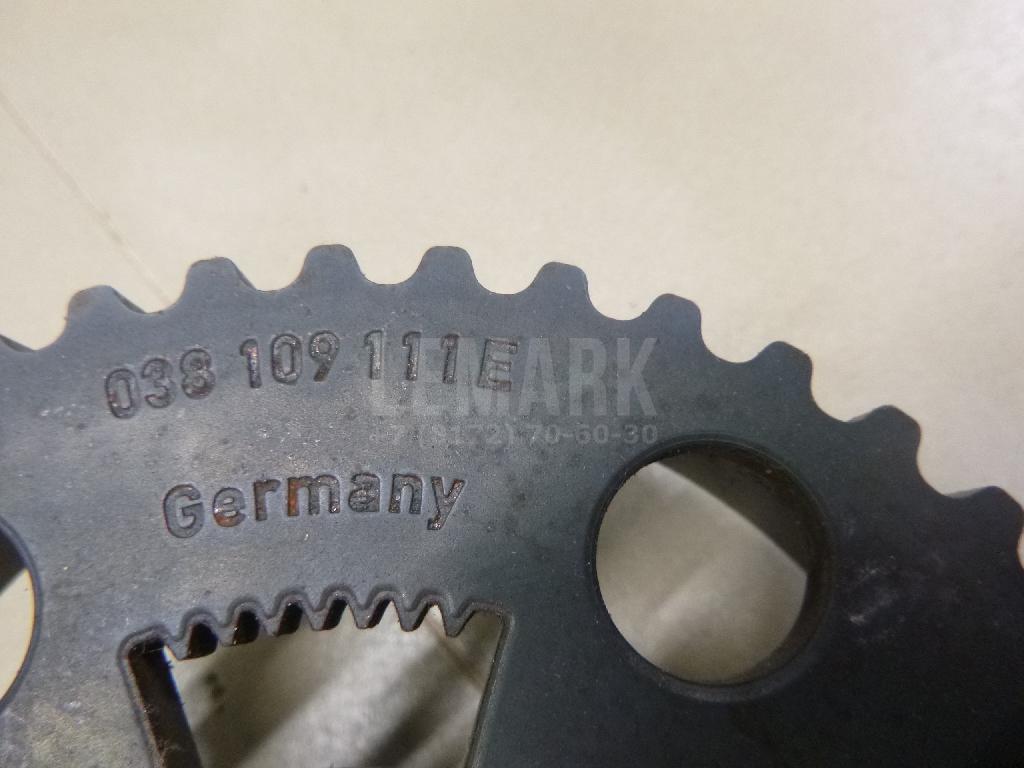 038 109 111E
LEMARK
+7 (8172) 70-60-30
Germany